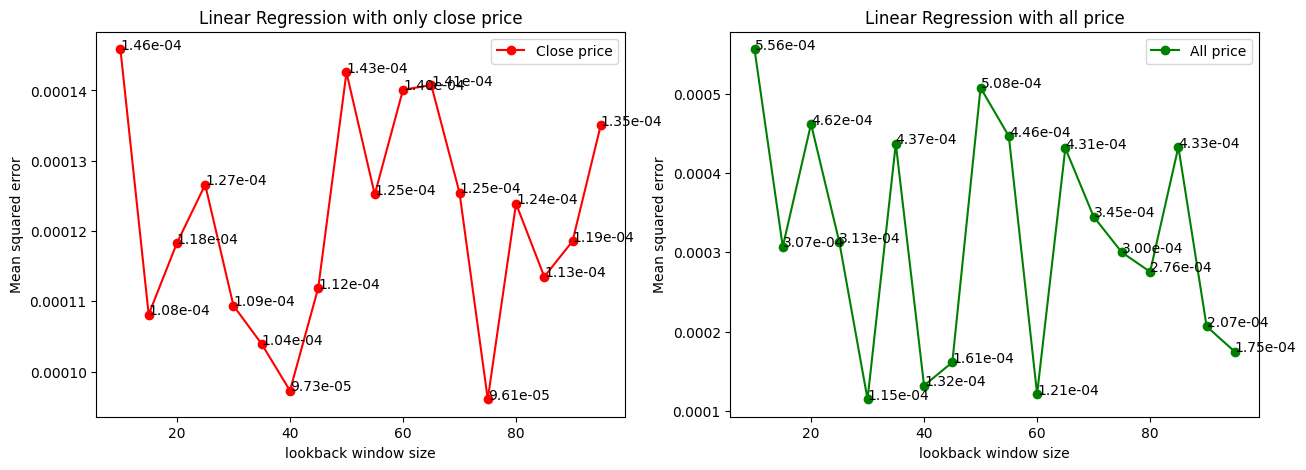 Linear Regression with only close price
Close price
1.46e-04
1.08e-04
1.18e-04
1.27e-04
1.09e-04
1.04e-04
9.73e-05
1.12e-04
1.43e-04
1.25e-04
1.40e-04
1.41e-04
1.25e-04
9.61e-05
1.24e-04
1.13e-04
1.19e-04
1.35e-04
0.00014
0.00013
0.00012
0.00011
0.00010
Mean squared error
20 40 60 80
lookback window size
Linear Regression with all price
All price
5.56e-04
3.07e-04
4.62e-04
3.13e-04
1.15e-04
4.37e-04
1.32e-04
1.61e-04
5.08e-04
4.46e-04
1.21e-04
4.31e-04
3.45e-04
3.00e-04
2.76e-04
4.33e-04
2.07e-04
1.75e-04
0.0005
0.0004
0.0003
0.0002
0.0001
Mean squared error
20 40 60 80
lookback window size